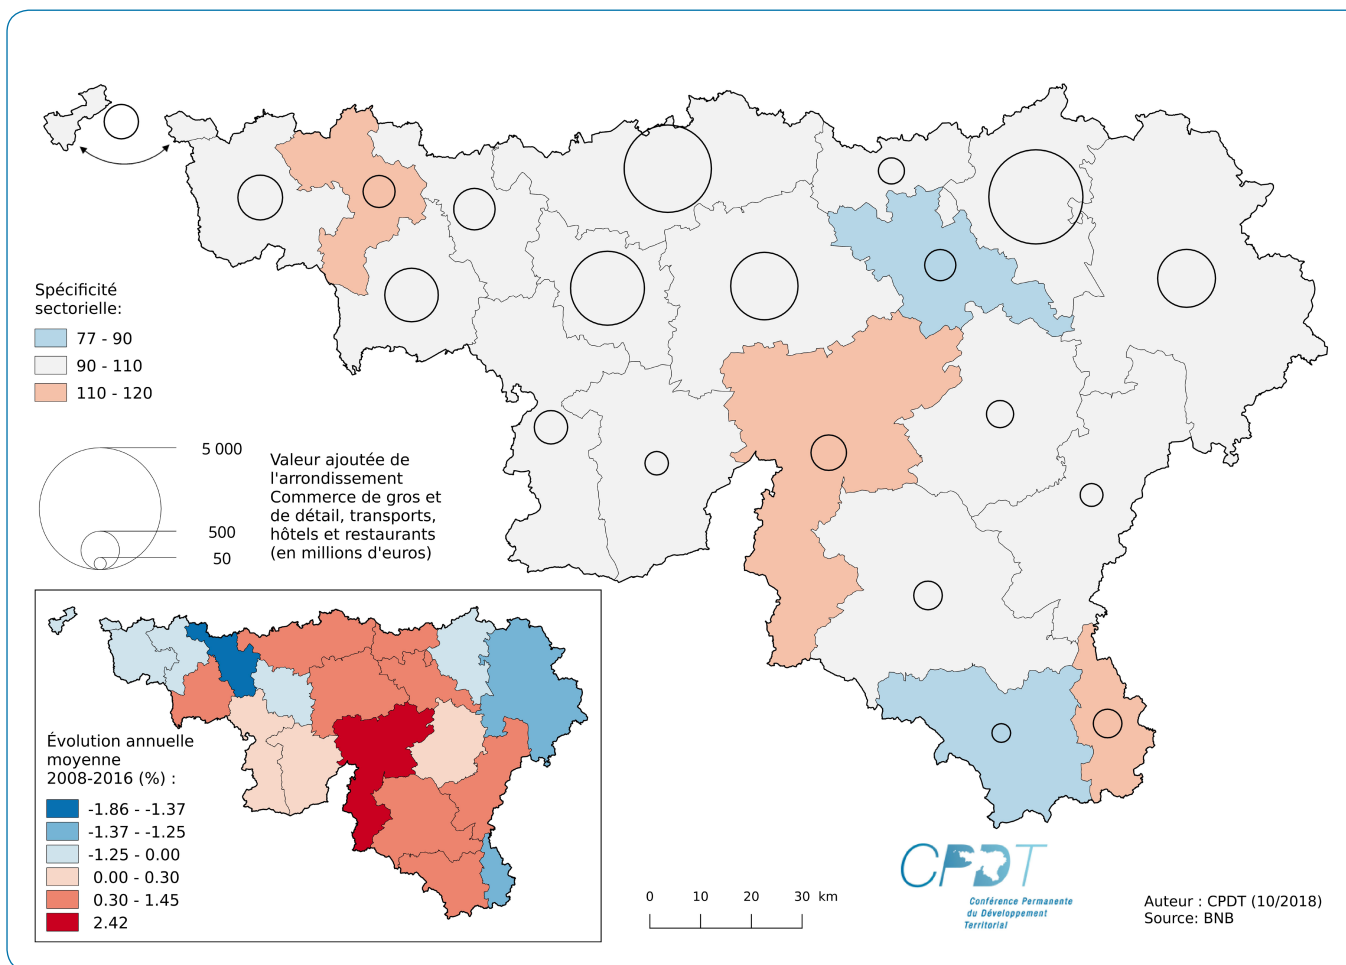 Spécificité
sectorielle:
77 - 90
90 - 110
110 - 120
5 000
500
50
Valeur ajoutée de
l'arrondissement
Commerce de gros et
de détail, transports,
hôtels et restaurants
(en millions d'euros)
Évolution annuelle
moyenne
2008-2016 (%) :
-1.86 - -1.37
-1.37 - -1.25
-1.25 - 0.00
0.00 - 0.30
0.30 - 1.45
2.42
0 10 20 30 km
CPDT
Conférence Permanente
du Développement
Territorial
Auteur : CPDT (10/2018)
Source: BNB